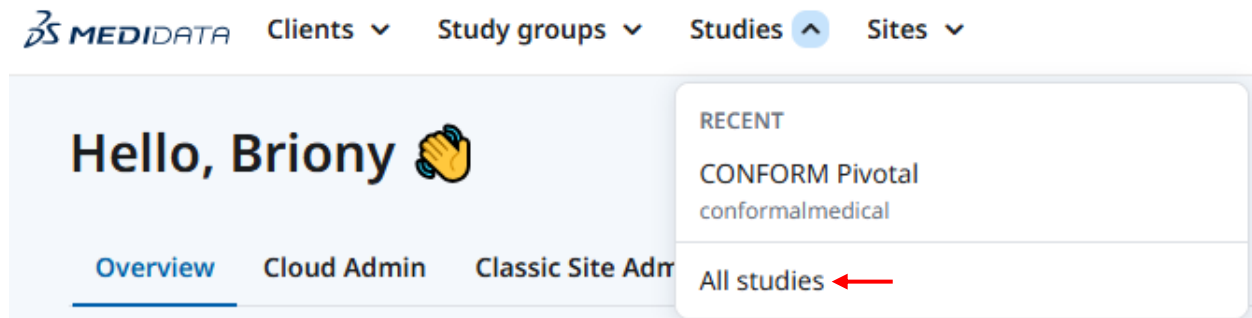 3S MEDIDATA Clients Study groups Studies Sites
Hello, Briony 👋
RECENT
CONFORM Pivotal
conformalmedical
Overview Cloud Admin Classic Site Adm
All studies